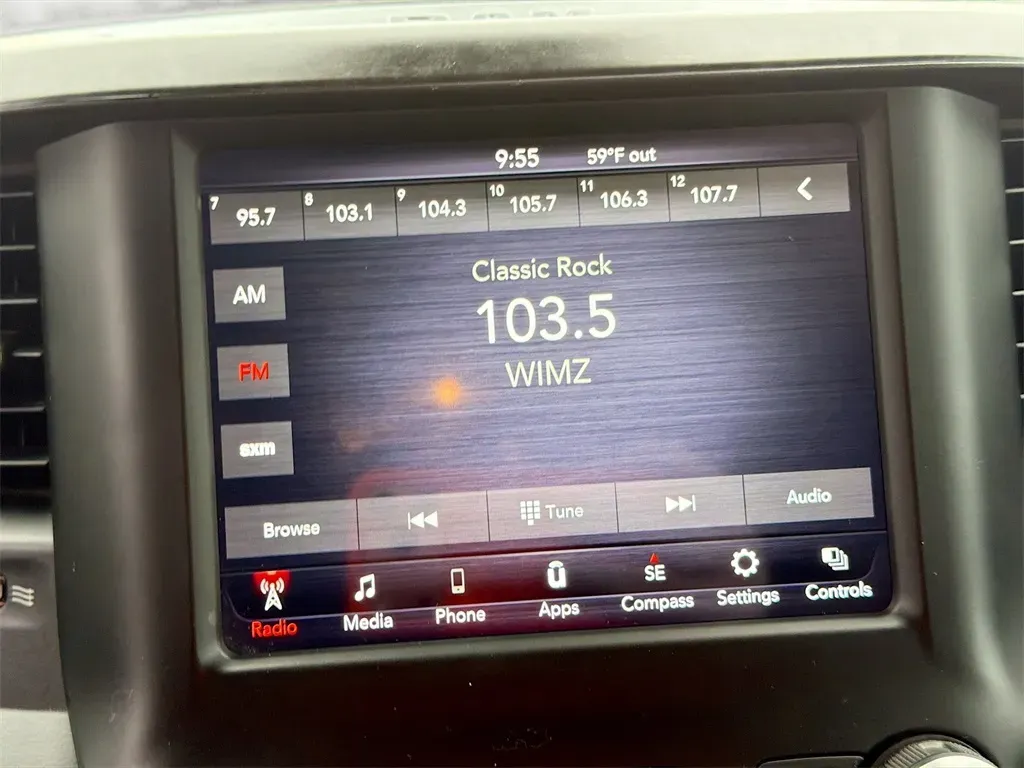 9:55 59°F out
7 95.7 8 103.1 9 104.3 10 105.7 11 106.3 12 107.7
Classic Rock
AM
103.5
FM
WIMZ
sxm
Browse Tune Audio
SE
Radio Media Phone Apps Compass Settings Controls